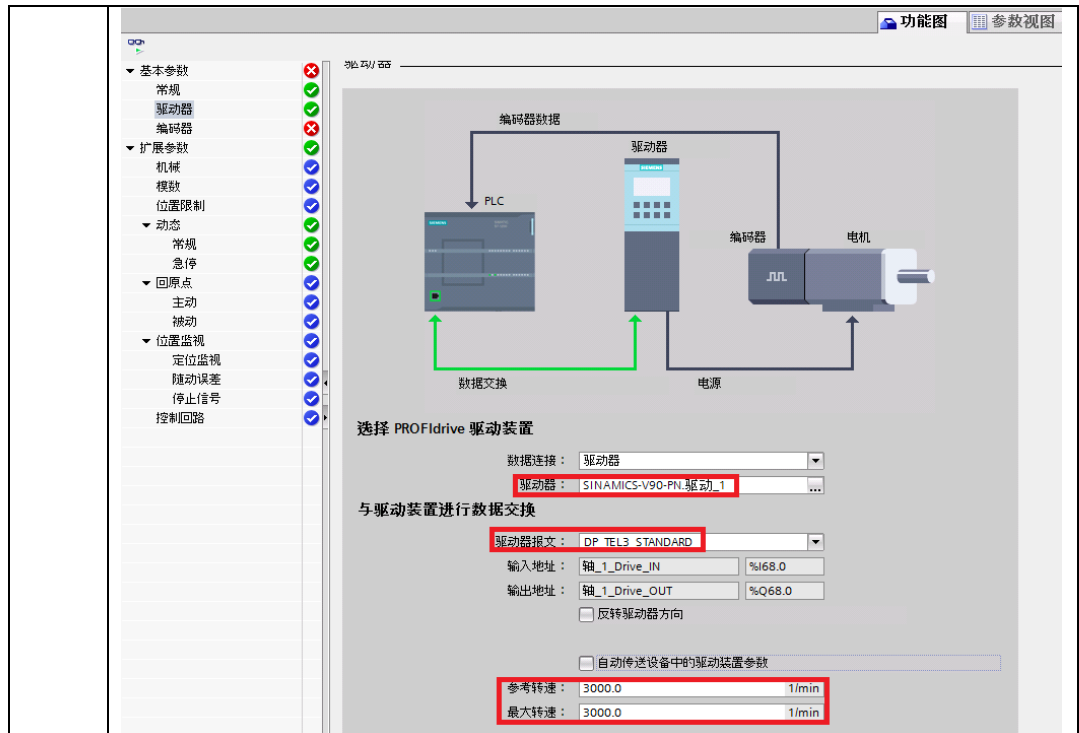 功能图
参数视图
驱动器
基本参数
常规
驱动器
编码器
扩展参数
机械
模数
位置限制
动态
常规
急停
回原点
主动
被动
位置监视
定位监视
随动误差
停止信号
控制回路
编码器数据
驱动器
PLC
编码器
电机
数据交换
电源
选择 PROFIdrive 驱动装置
数据连接： 驱动器
驱动器： SINAMICS-V90-PN.驱动_1 ...
与驱动装置进行数据交换
驱动器报文： DP_TEL3_STANDARD
输入地址： 轴_1_Drive_IN %I68.0
输出地址： 轴_1_Drive_OUT %Q68.0
反转驱动器方向
自动传送设备中的驱动装置参数
参考转速： 3000.0 1/min
最大转速： 3000.0 1/min